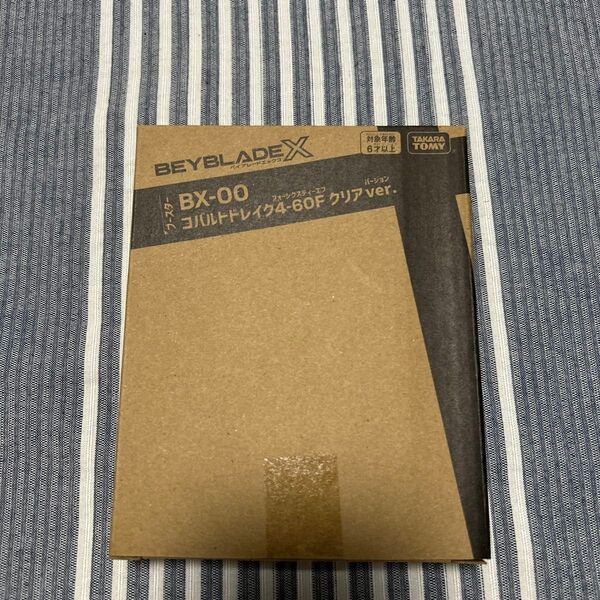 BEYBLADE X
ベイブレードエックス
対象年齢
6才以上
TAKARA
TOMY
ブースター
BX-00
フォーシックスティーエフ
バージョン
コバルトドレイク4-60F クリアver.